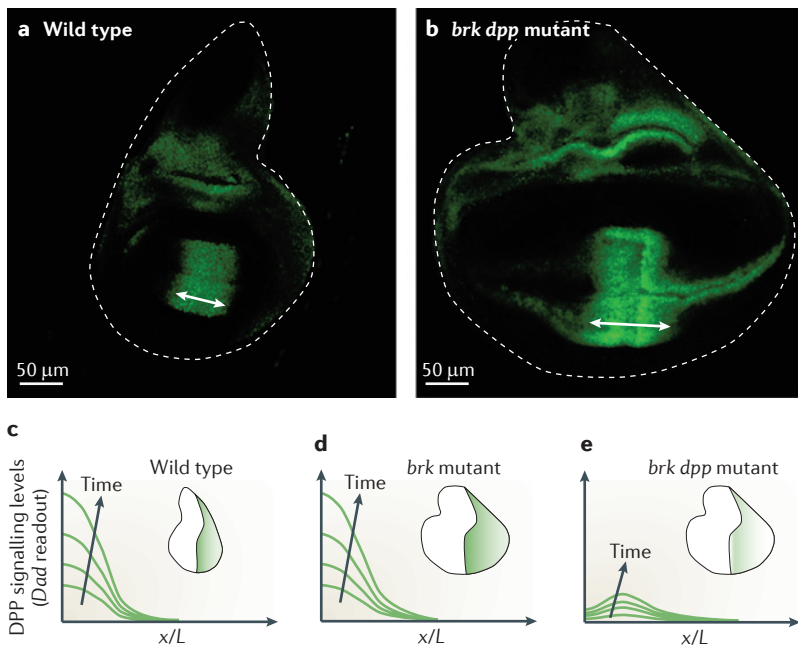 a Wild type
50 μm
b brk dpp mutant
50 μm
c
DPP signalling levels
(Dad readout)
Time
Wild type
x/L
d
Time
brk mutant
x/L
e
Time
brk dpp mutant
x/L